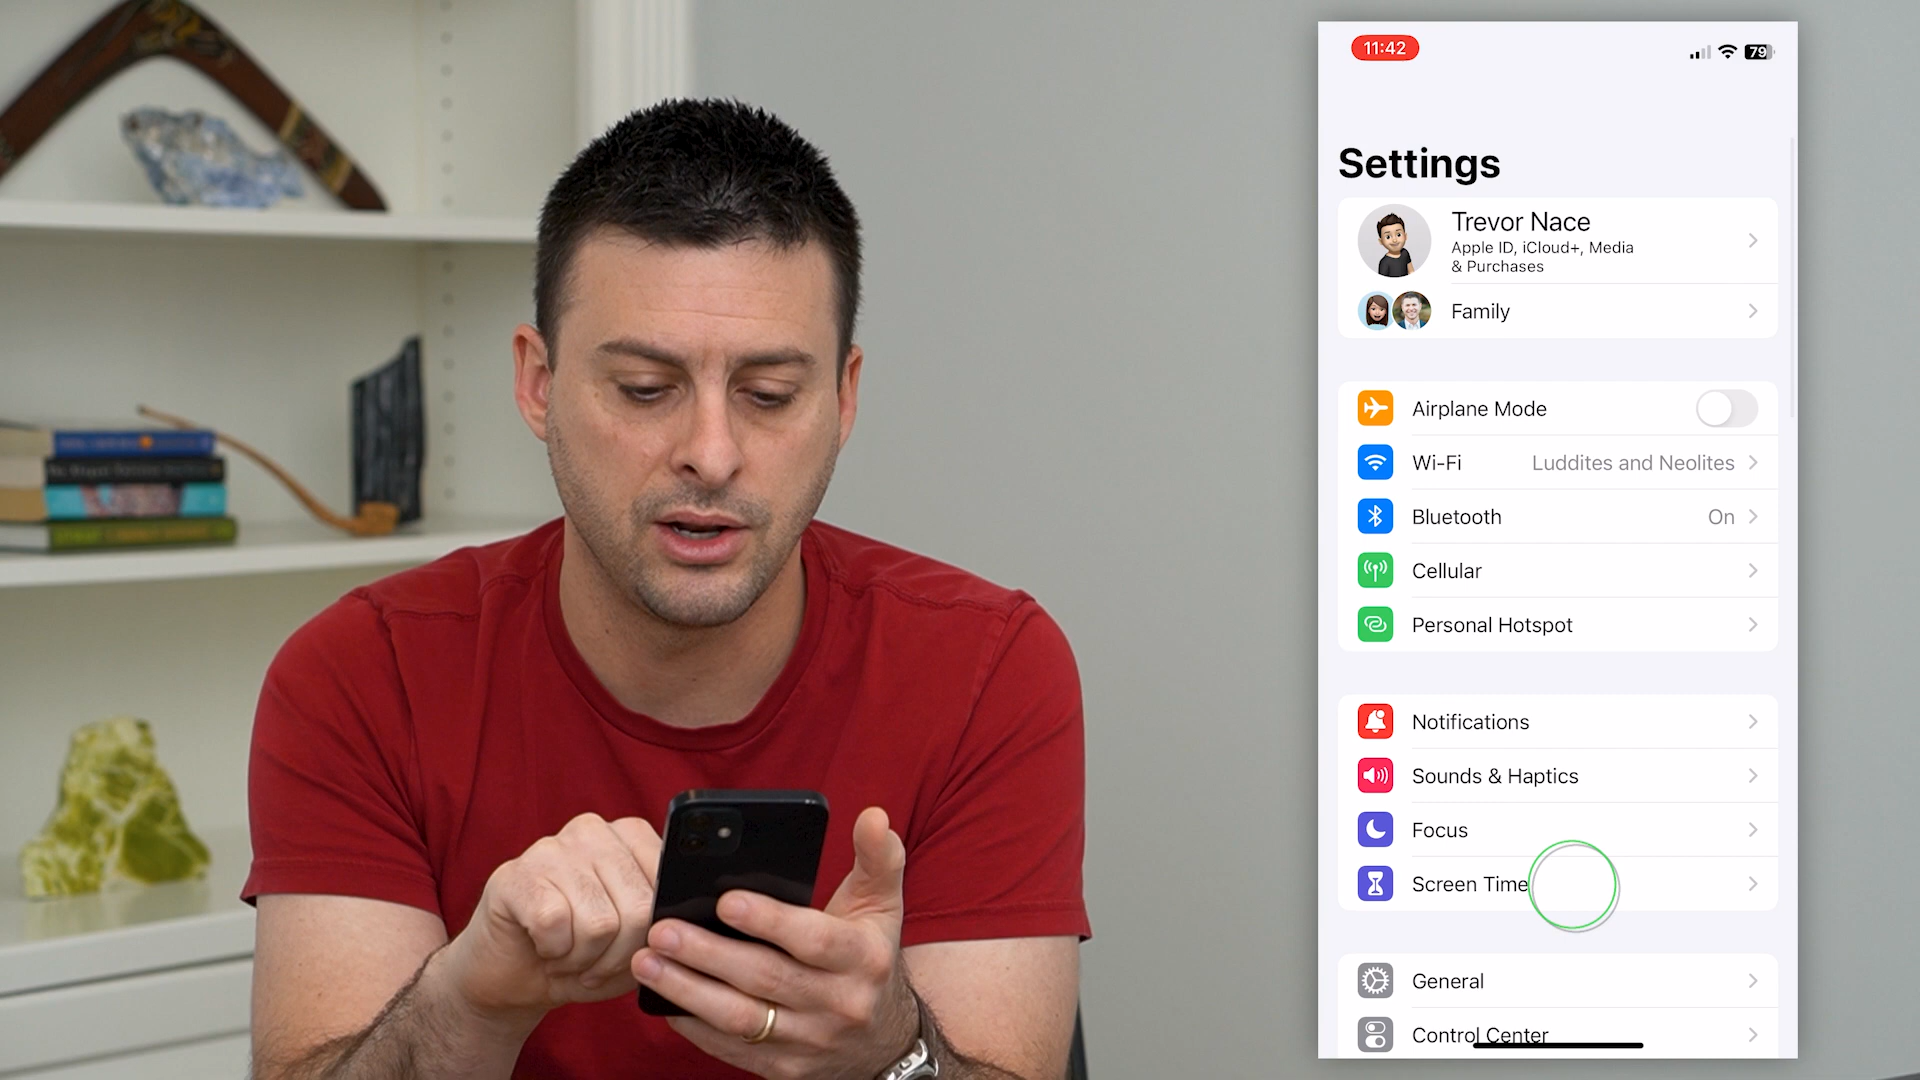 11:42
79
Settings
Trevor Nace
Apple ID, iCloud+, Media
& Purchases
Family
Airplane Mode
Wi-Fi Luddites and Neolites
Bluetooth On
Cellular
Personal Hotspot
Notifications
Sounds & Haptics
Focus
Screen Time
General
Control Center